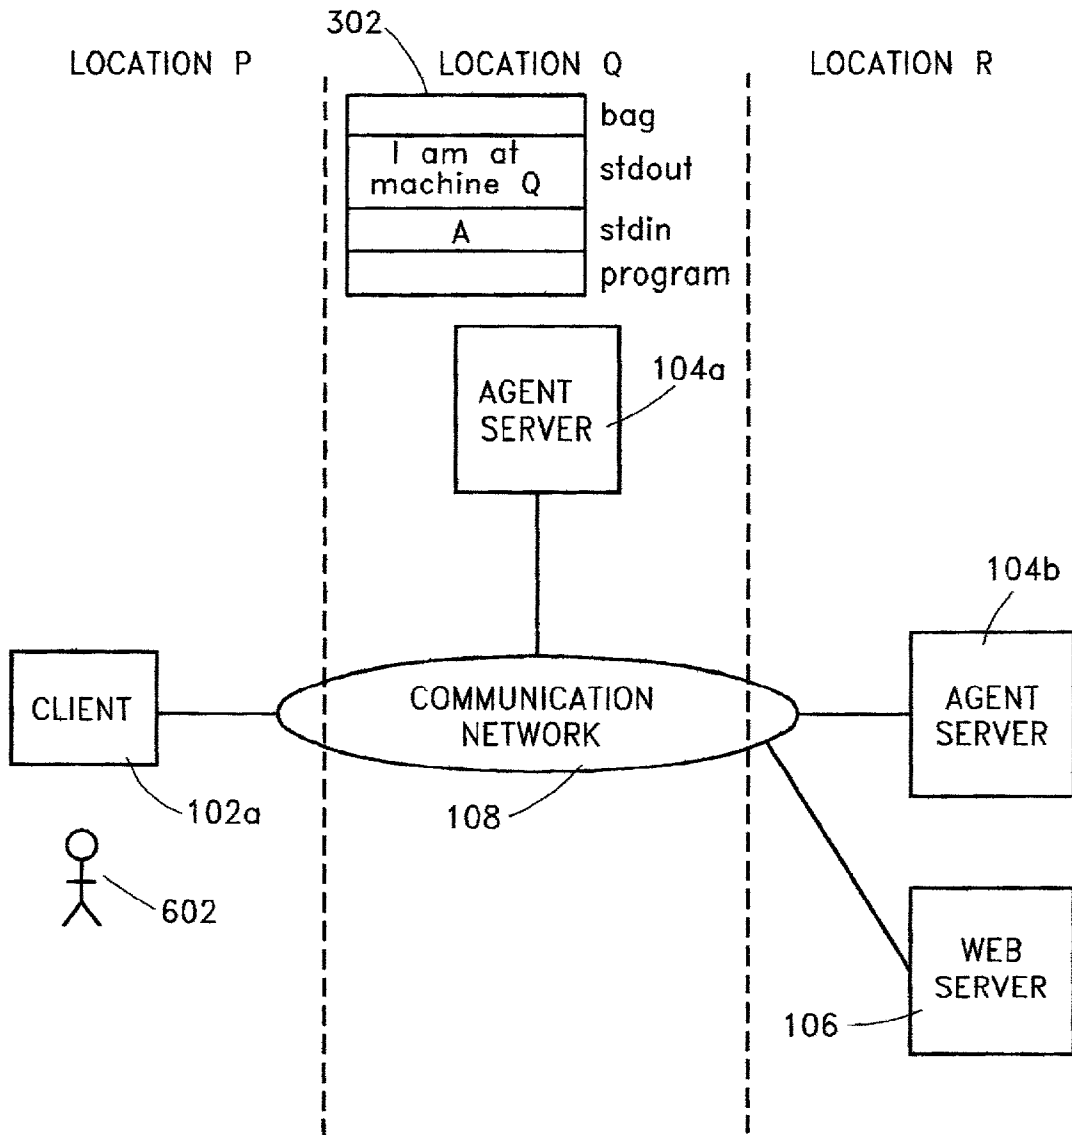 302
LOCATION P
LOCATION Q
LOCATION R
bag
I am at
machine Q
stdout
A
stdin
program
AGENT
SERVER
104a
104b
CLIENT
COMMUNICATION
NETWORK
AGENT
SERVER
102a
108
602
WEB
SERVER
106